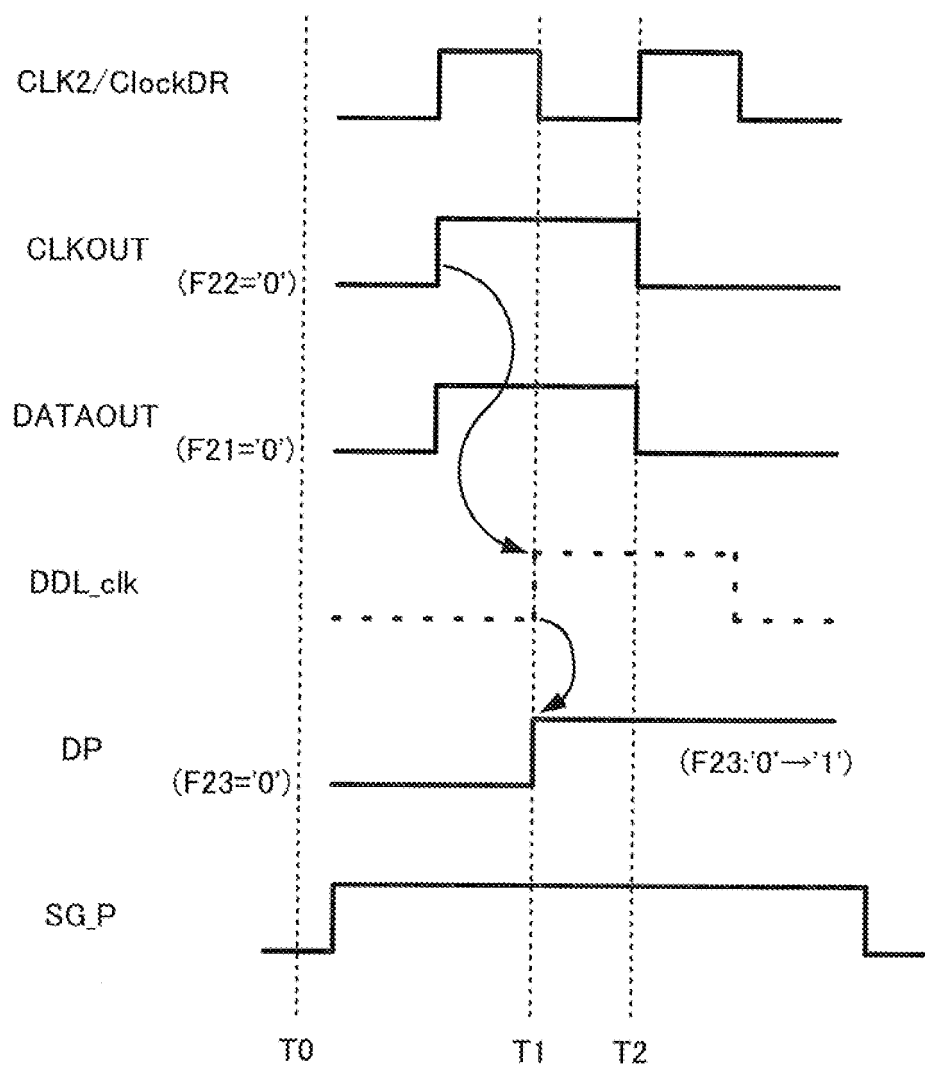 CLK2/ClockDR
CLKOUT
(F22='0')
DATAOUT
(F21='0')
DDL_clk
DP
(F23='0')
(F23:'0'→'1')
SG_P
T0 T1 T2